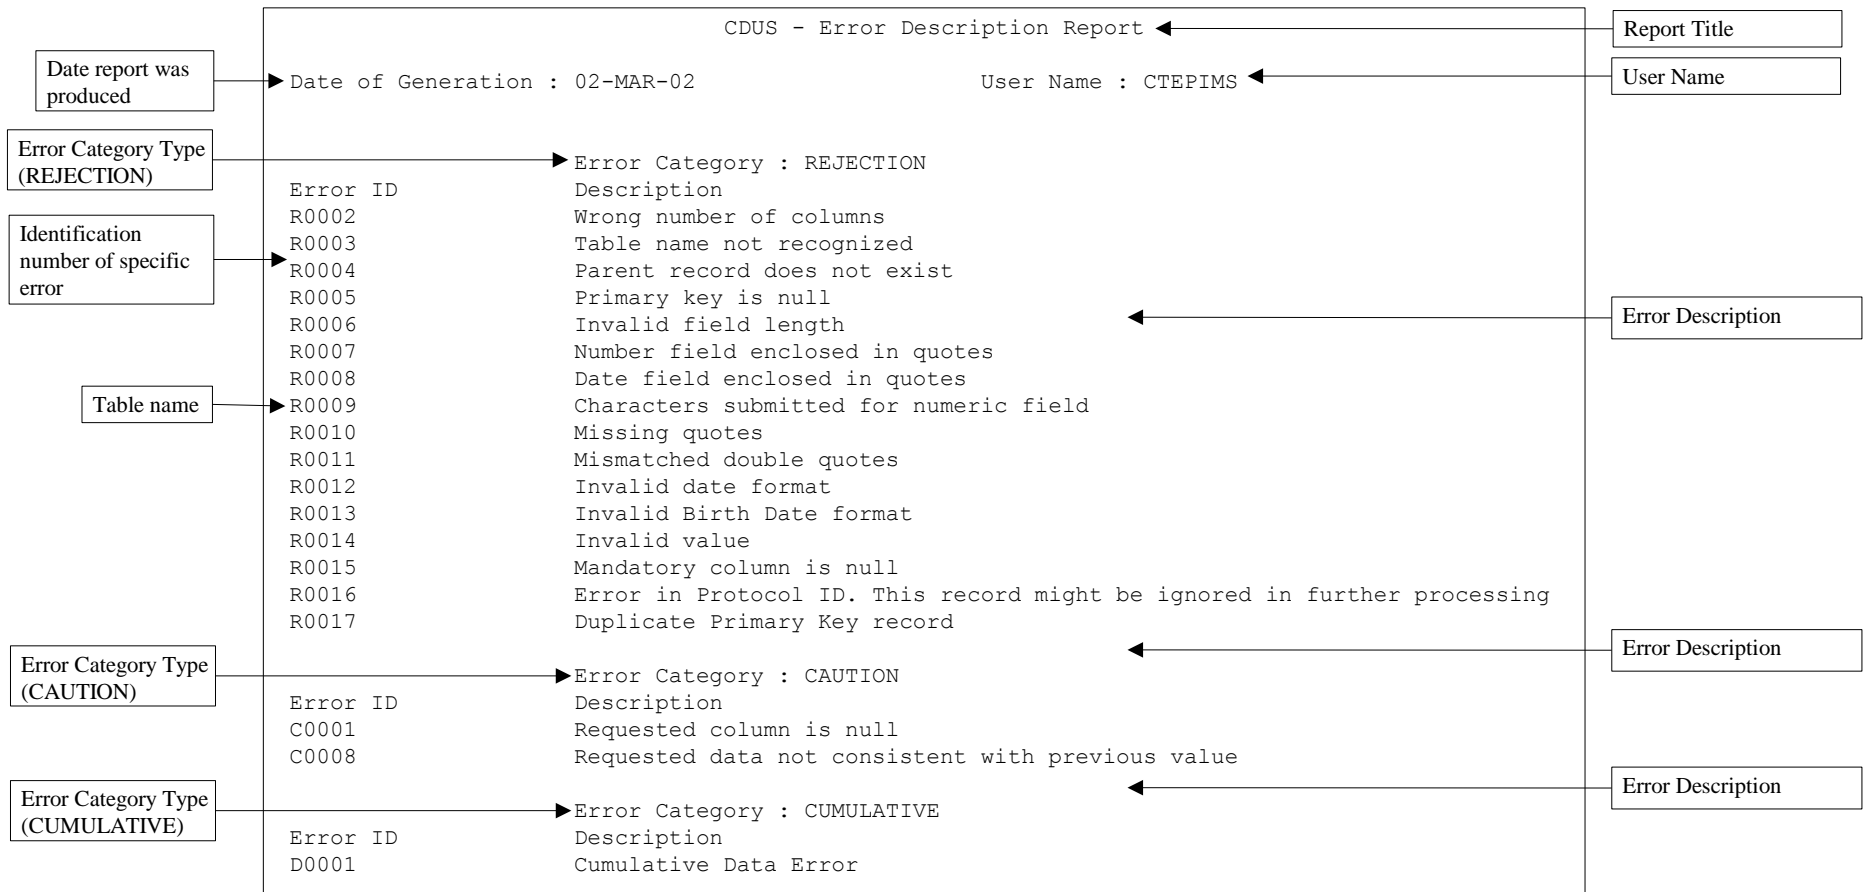 CDUS - Error Description Report
Report Title
Date report was
produced
Date of Generation : 02-MAR-02 User Name : CTEPIMS
User Name
Error Category Type
(REJECTION)
Error Category : REJECTION
Error ID Description
R0002 Wrong number of columns
Identification
number of specific
error
R0003 Table name not recognized
R0004 Parent record does not exist
R0005 Primary key is null
R0006 Invalid field length
Error Description
R0007 Number field enclosed in quotes
R0008 Date field enclosed in quotes
Table name
R0009 Characters submitted for numeric field
R0010 Missing quotes
R0011 Mismatched double quotes
R0012 Invalid date format
R0013 Invalid Birth Date format
R0014 Invalid value
R0015 Mandatory column is null
R0016 Error in Protocol ID. This record might be ignored in further processing
R0017 Duplicate Primary Key record
Error Description
Error Category Type
(CAUTION)
Error Category : CAUTION
Error ID Description
C0001 Requested column is null
C0008 Requested data not consistent with previous value
Error Description
Error Category Type
(CUMULATIVE)
Error Category : CUMULATIVE
Error ID Description
D0001 Cumulative Data Error